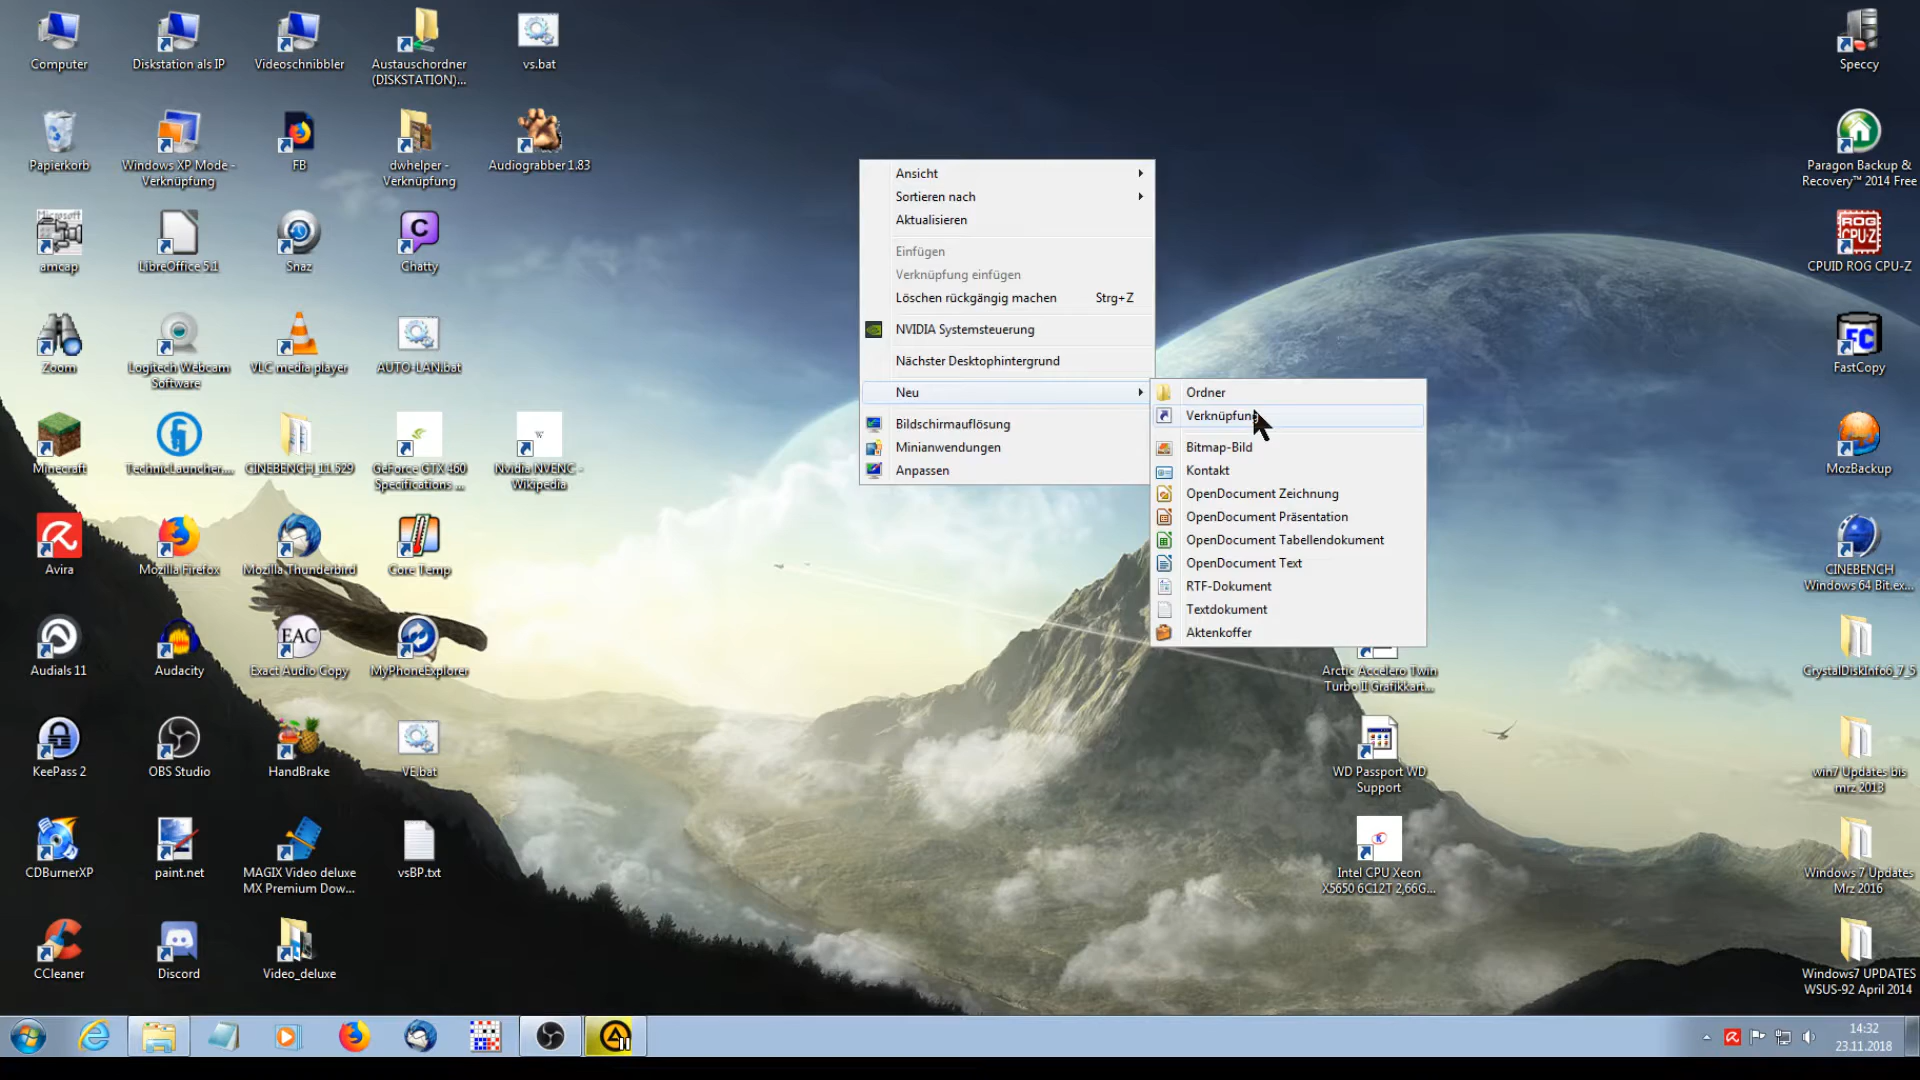 Computer
Diskstation als IP
Videoschnibbler
Austauschordner
(DISKSTATION)...
vs.bat
Speccy
Papierkorb
Windows XP Mode -
Verknüpfung
FB
dwhelper -
Verknüpfung
Audiograbber 1.83
Paragon Backup &
Recovery™ 2014 Free
Microsoft
amcap
LibreOffice 5.1
Snaz
C
Chatty
ROG
CPU-Z
CPUID ROG CPU-Z
Zoom
Logitech Webcam
Software
VLC media player
AUTO-LAN.bat
FC
FastCopy
Minecraft
TechnicLauncher....
CINEBENCH_11.529
GeForce GTX 460
Specifications ...
W
Nvidia NVENC -
Wikipedia
MozBackup
Avira
Mozilla Firefox
Mozilla Thunderbird
Core Temp
CINEBENCH
Windows 64 Bit.ex...
Audials 11
Audacity
EAC
Exact Audio Copy
MyPhoneExplorer
Arctic Accelero Twin
Turbo II Grafikkart...
CrystalDiskInfo6_7_5
KeePass 2
OBS Studio
HandBrake
VE.bat
WD Passport WD
Support
win7 Updates bis
mrz 2013
CDBurnerXP
paint.net
MAGIX Video deluxe
MX Premium Dow...
vsBP.txt
K
Intel CPU Xeon
X5650 6C12T 2,66G...
Windows 7 Updates
Mrz 2016
CCleaner
Discord
Video_deluxe
Windows7 UPDATES
WSUS-92 April 2014
Ansicht
Sortieren nach
Aktualisieren
Einfügen
Verknüpfung einfügen
Löschen rückgängig machen Strg+Z
NVIDIA Systemsteuerung
Nächster Desktophintergrund
Neu
Bildschirmauflösung
Minianwendungen
Anpassen
Ordner
Verknüpfung
Bitmap-Bild
Kontakt
OpenDocument Zeichnung
OpenDocument Präsentation
OpenDocument Tabellendokument
OpenDocument Text
RTF-Dokument
Textdokument
Aktenkoffer
14:32
23.11.2018